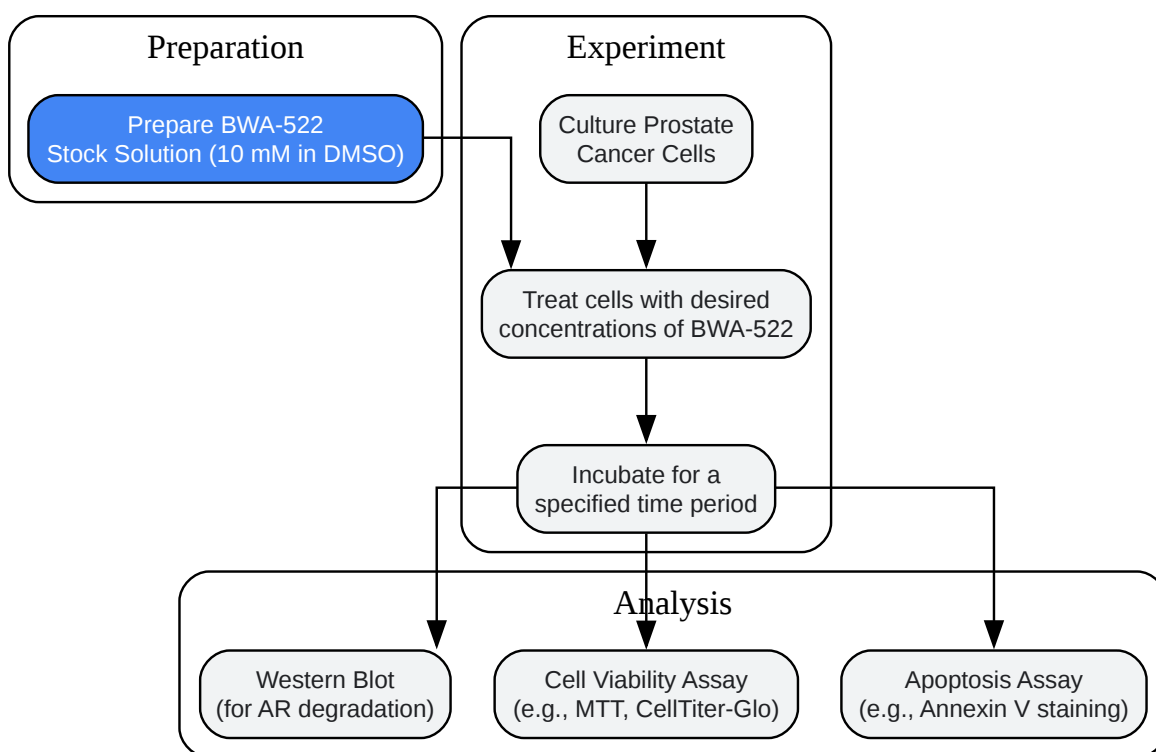 Preparation
Prepare BWA-522
Stock Solution (10 mM in DMSO)
Experiment
Culture Prostate
Cancer Cells
Treat cells with desired
concentrations of BWA-522
Incubate for a
specified time period
Analysis
Western Blot
(for AR degradation)
Cell Viability Assay
(e.g., MTT, CellTiter-Glo)
Apoptosis Assay
(e.g., Annexin V staining)